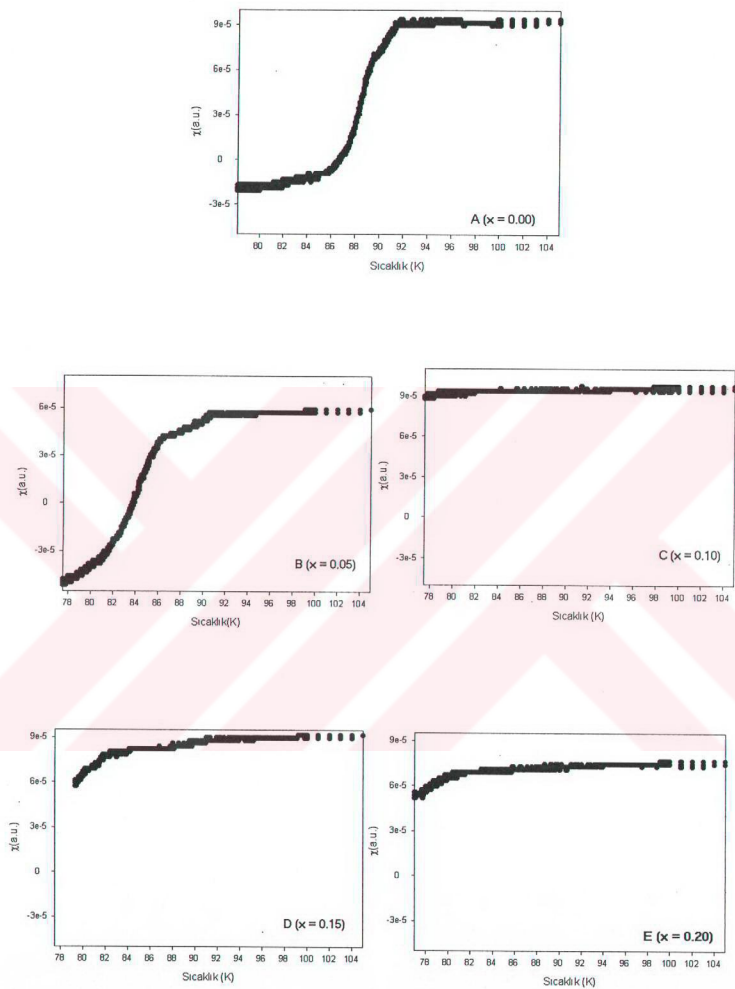 9e-5
6e-5
3e-5
0
-3e-5
χ(a.u.)
A (x = 0.00)
80 82 84 86 88 90 92 94 96 98 100 102 104
Sıcaklık (K)
6e-5
3e-5
0
-3e-5
χ(a.u.)
B (x = 0.05)
78 80 82 84 86 88 90 92 94 96 98 100 102 104
Sıcaklık(K)
9e-5
6e-5
3e-5
0
-3e-5
χ(a.u.)
C (x = 0.10)
78 80 82 84 86 88 90 92 94 96 98 100 102 104
Sıcaklık (K)
9e-5
6e-5
3e-5
0
-3e-5
χ(a.u.)
D (x = 0.15)
78 80 82 84 86 88 90 92 94 96 98 100 102 104
Sıcaklık (K)
9e-5
6e-5
3e-5
0
-3e-5
χ(a.u.)
E (x = 0.20)
78 80 82 84 86 88 90 92 94 96 98 100 102 104
Sıcaklık (K)